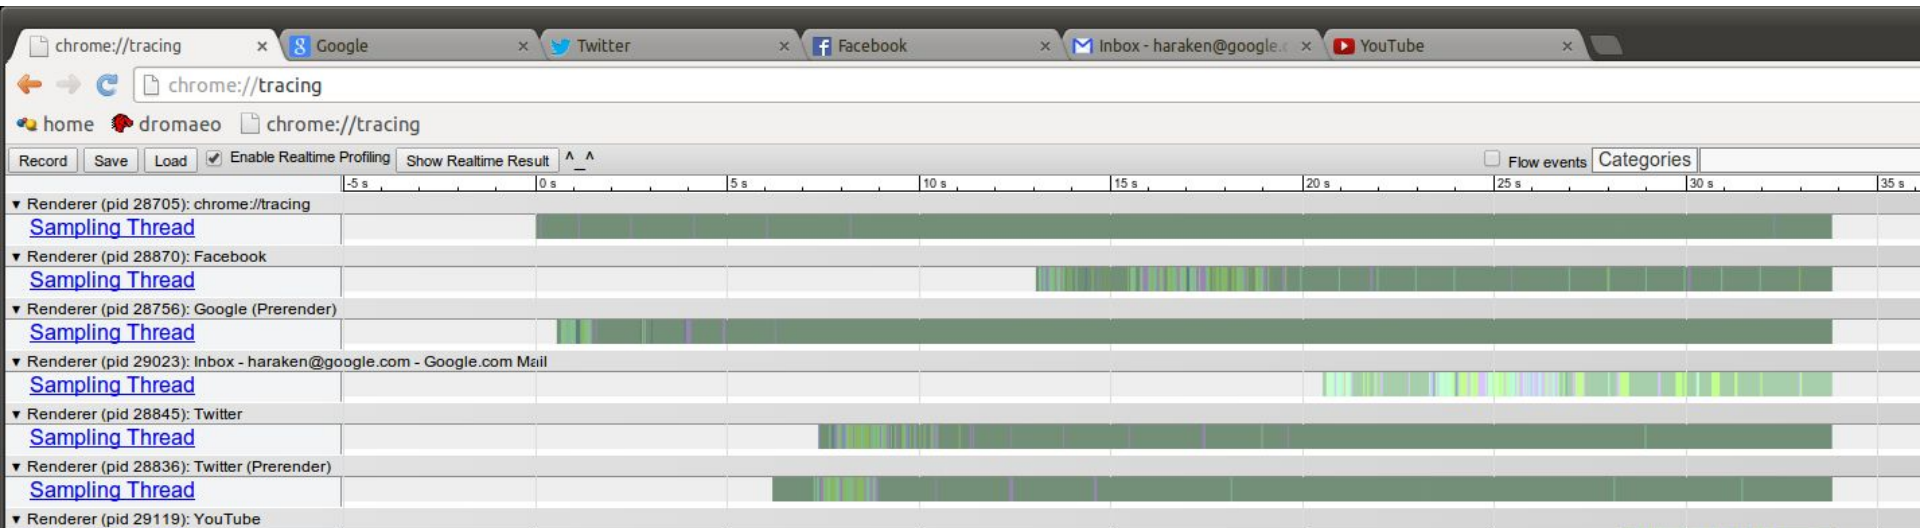 chrome://tracing × Google × Twitter × Facebook × Inbox - haraken@google.c × YouTube ×
chrome://tracing
home dromaeo chrome://tracing
Record Save Load Enable Realtime Profiling Show Realtime Result ^_^ Flow events Categories
-5 s 0 s 5 s 10 s 15 s 20 s 25 s 30 s 35 s
▼ Renderer (pid 28705): chrome://tracing
Sampling Thread
▼ Renderer (pid 28870): Facebook
Sampling Thread
▼ Renderer (pid 28756): Google (Prerender)
Sampling Thread
▼ Renderer (pid 29023): Inbox - haraken@google.com - Google.com Mail
Sampling Thread
▼ Renderer (pid 28845): Twitter
Sampling Thread
▼ Renderer (pid 28836): Twitter (Prerender)
Sampling Thread
▼ Renderer (pid 29119): YouTube